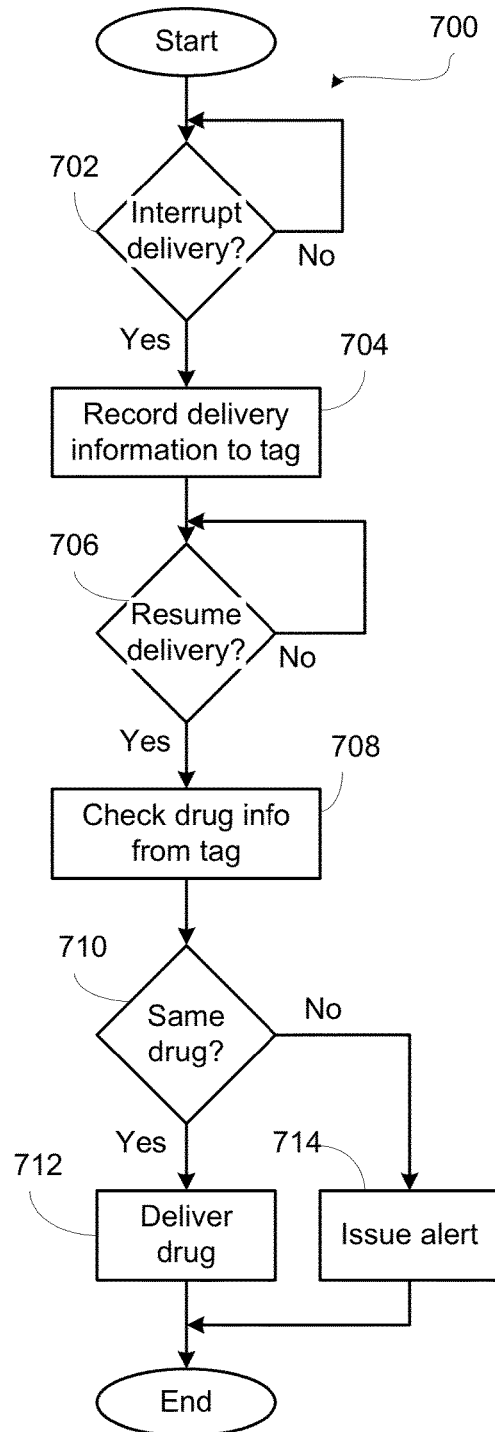 Start
700
702
Interrupt
delivery?
No
Yes
704
Record delivery
information to tag
706
Resume
delivery?
No
Yes
708
Check drug info
from tag
710
Same
drug?
No
Yes
712
714
Deliver
drug
Issue alert
End